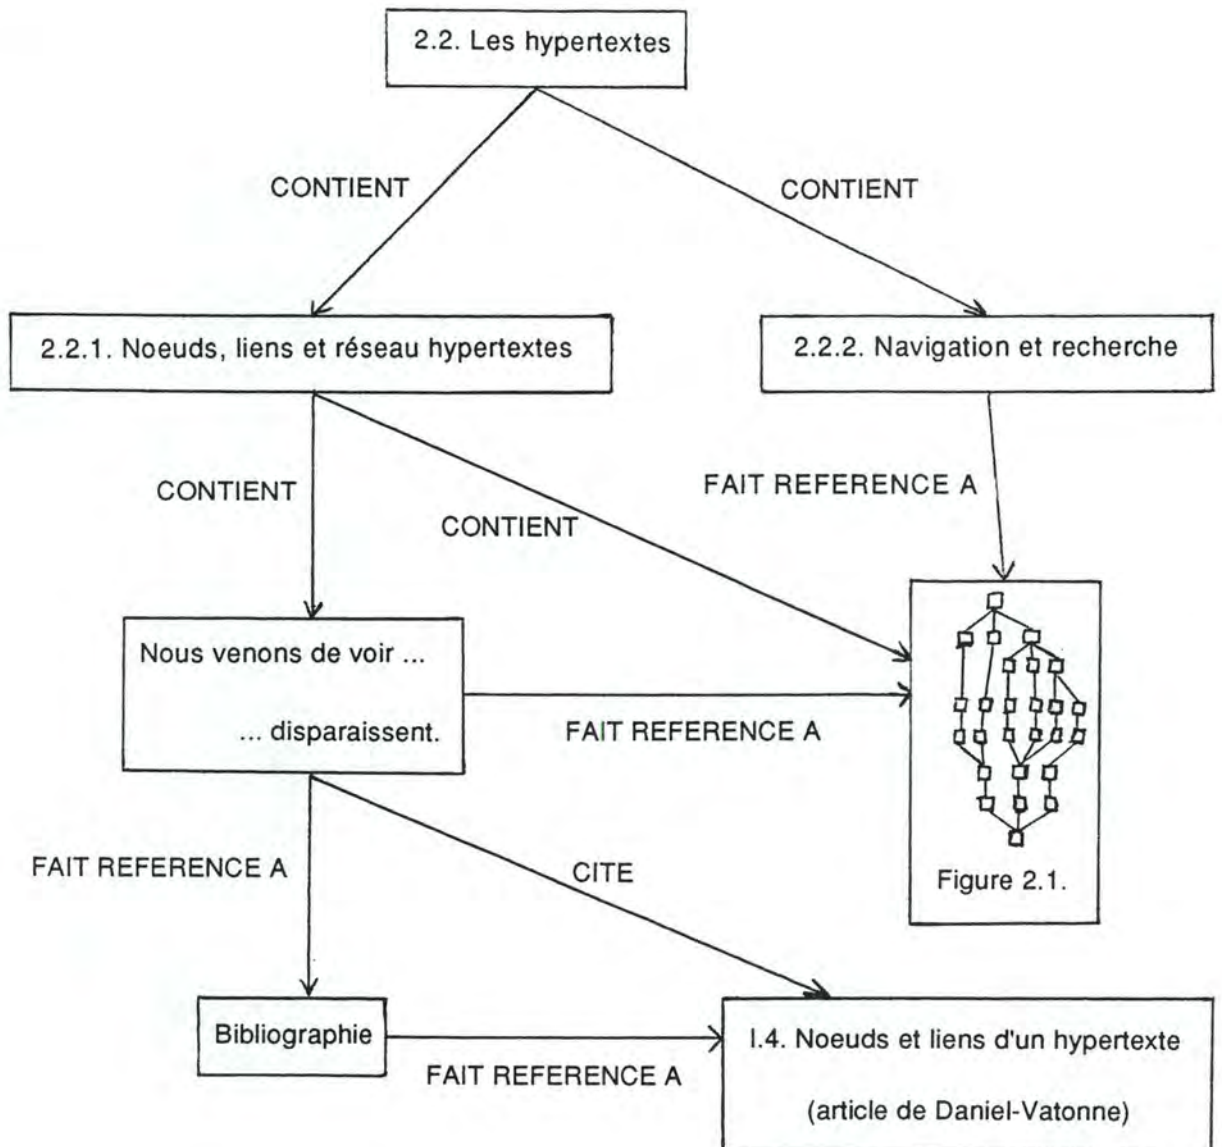 2.2. Les hypertextes
CONTIENT
CONTIENT
2.2.1. Noeuds, liens et réseau hypertextes
2.2.2. Navigation et recherche
CONTIENT
CONTIENT
FAIT REFERENCE A
Nous venons de voir ...
... disparaissent.
FAIT REFERENCE A
Figure 2.1.
FAIT REFERENCE A
CITE
Bibliographie
FAIT REFERENCE A
I.4. Noeuds et liens d'un hypertexte
(article de Daniel-Vatonne)